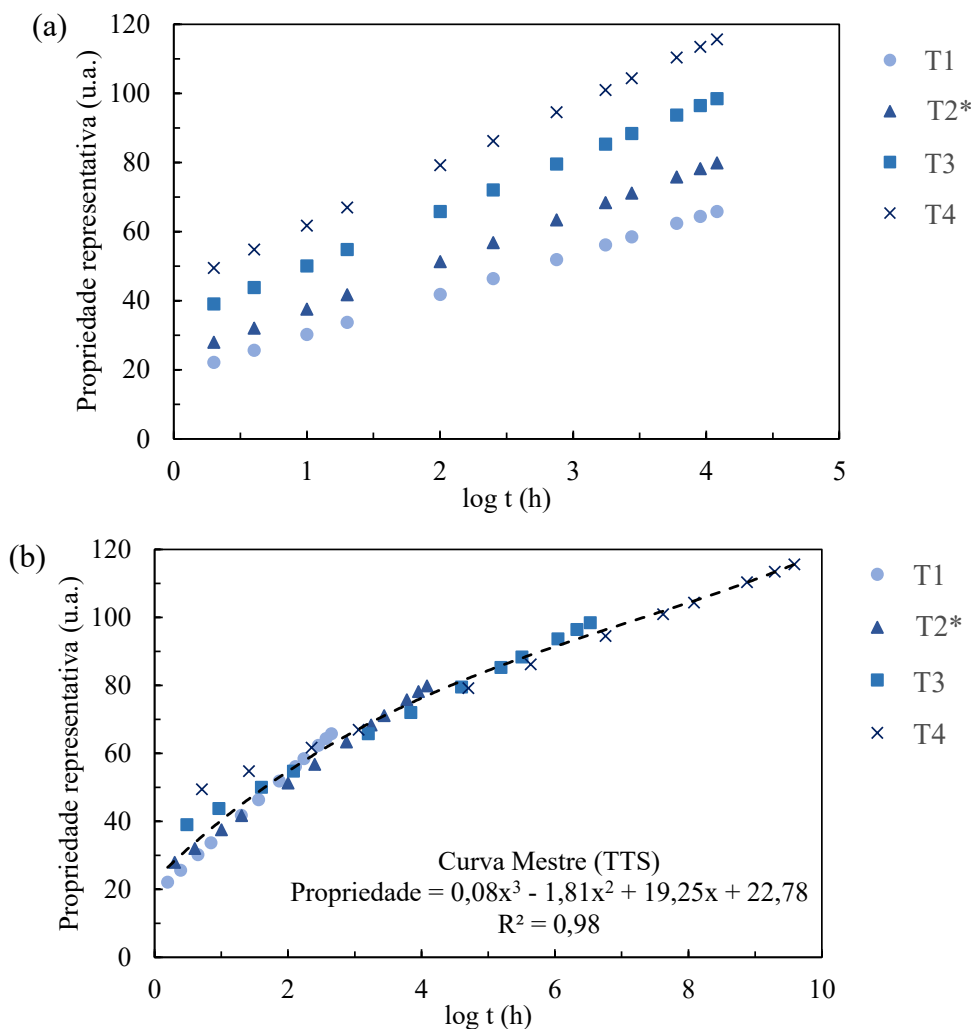 (a)
Propriedade representativa (u.a.)
120
100
80
60
40
20
0
0 1 2 3 4 5
log t (h)
T1
T2*
T3
T4
(b)
Propriedade representativa (u.a.)
120
100
80
60
40
20
0
0 2 4 6 8 10
log t (h)
Curva Mestre (TTS)
Propriedade = 0,08x³ - 1,81x² + 19,25x + 22,78
R² = 0,98
T1
T2*
T3
T4